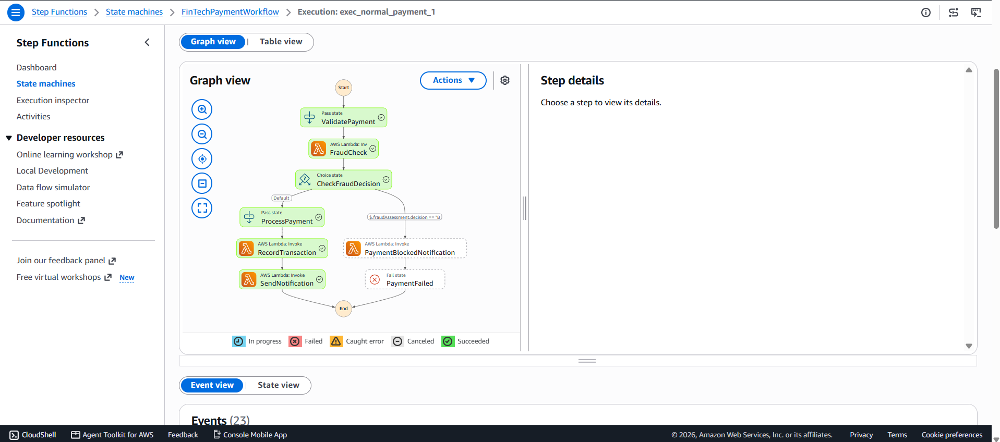 Step Functions
State machines
FinTechPaymentWorkflow
Execution: exec_normal_payment_1
Step Functions
Dashboard
State machines
Execution inspector
Activities
Developer resources
Online learning workshop
Local Development
Data flow simulator
Feature spotlight
Documentation
Join our feedback panel
Free virtual workshops New
Graph view | Table view
Graph view
Actions
Start
Pass state
ValidatePayment
AWS Lambda: Inv
FraudCheck
Choice state
CheckFraudDecision
Default
$.fraudAssessment.decision == "B
Pass state
ProcessPayment
AWS Lambda: Invoke
RecordTransaction
AWS Lambda: Invoke
PaymentBlockedNotification
AWS Lambda: Invoke
SendNotification
Fail state
PaymentFailed
End
In progress
Failed
Caught error
Canceled
Succeeded
Step details
Choose a step to view its details.
Event view | State view
Events (23)
CloudShell
Agent Toolkit for AWS
Feedback
Console Mobile App
© 2026, Amazon Web Services, Inc. or its affiliates.
Privacy
Terms
Cookie preferences